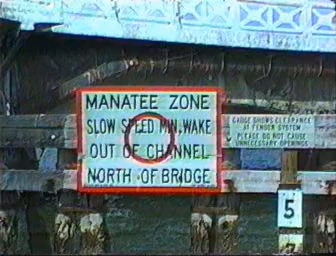 MANATEE ZONE
SLOW SPEED MIN. WAKE
OUT OF CHANNEL
NORTH OF BRIDGE
GAUGE SHOWS CLEARANCE
AT FENDER SYSTEM
PLEASE DO NOT CAUSE
UNNECESSARY OPENINGS
5